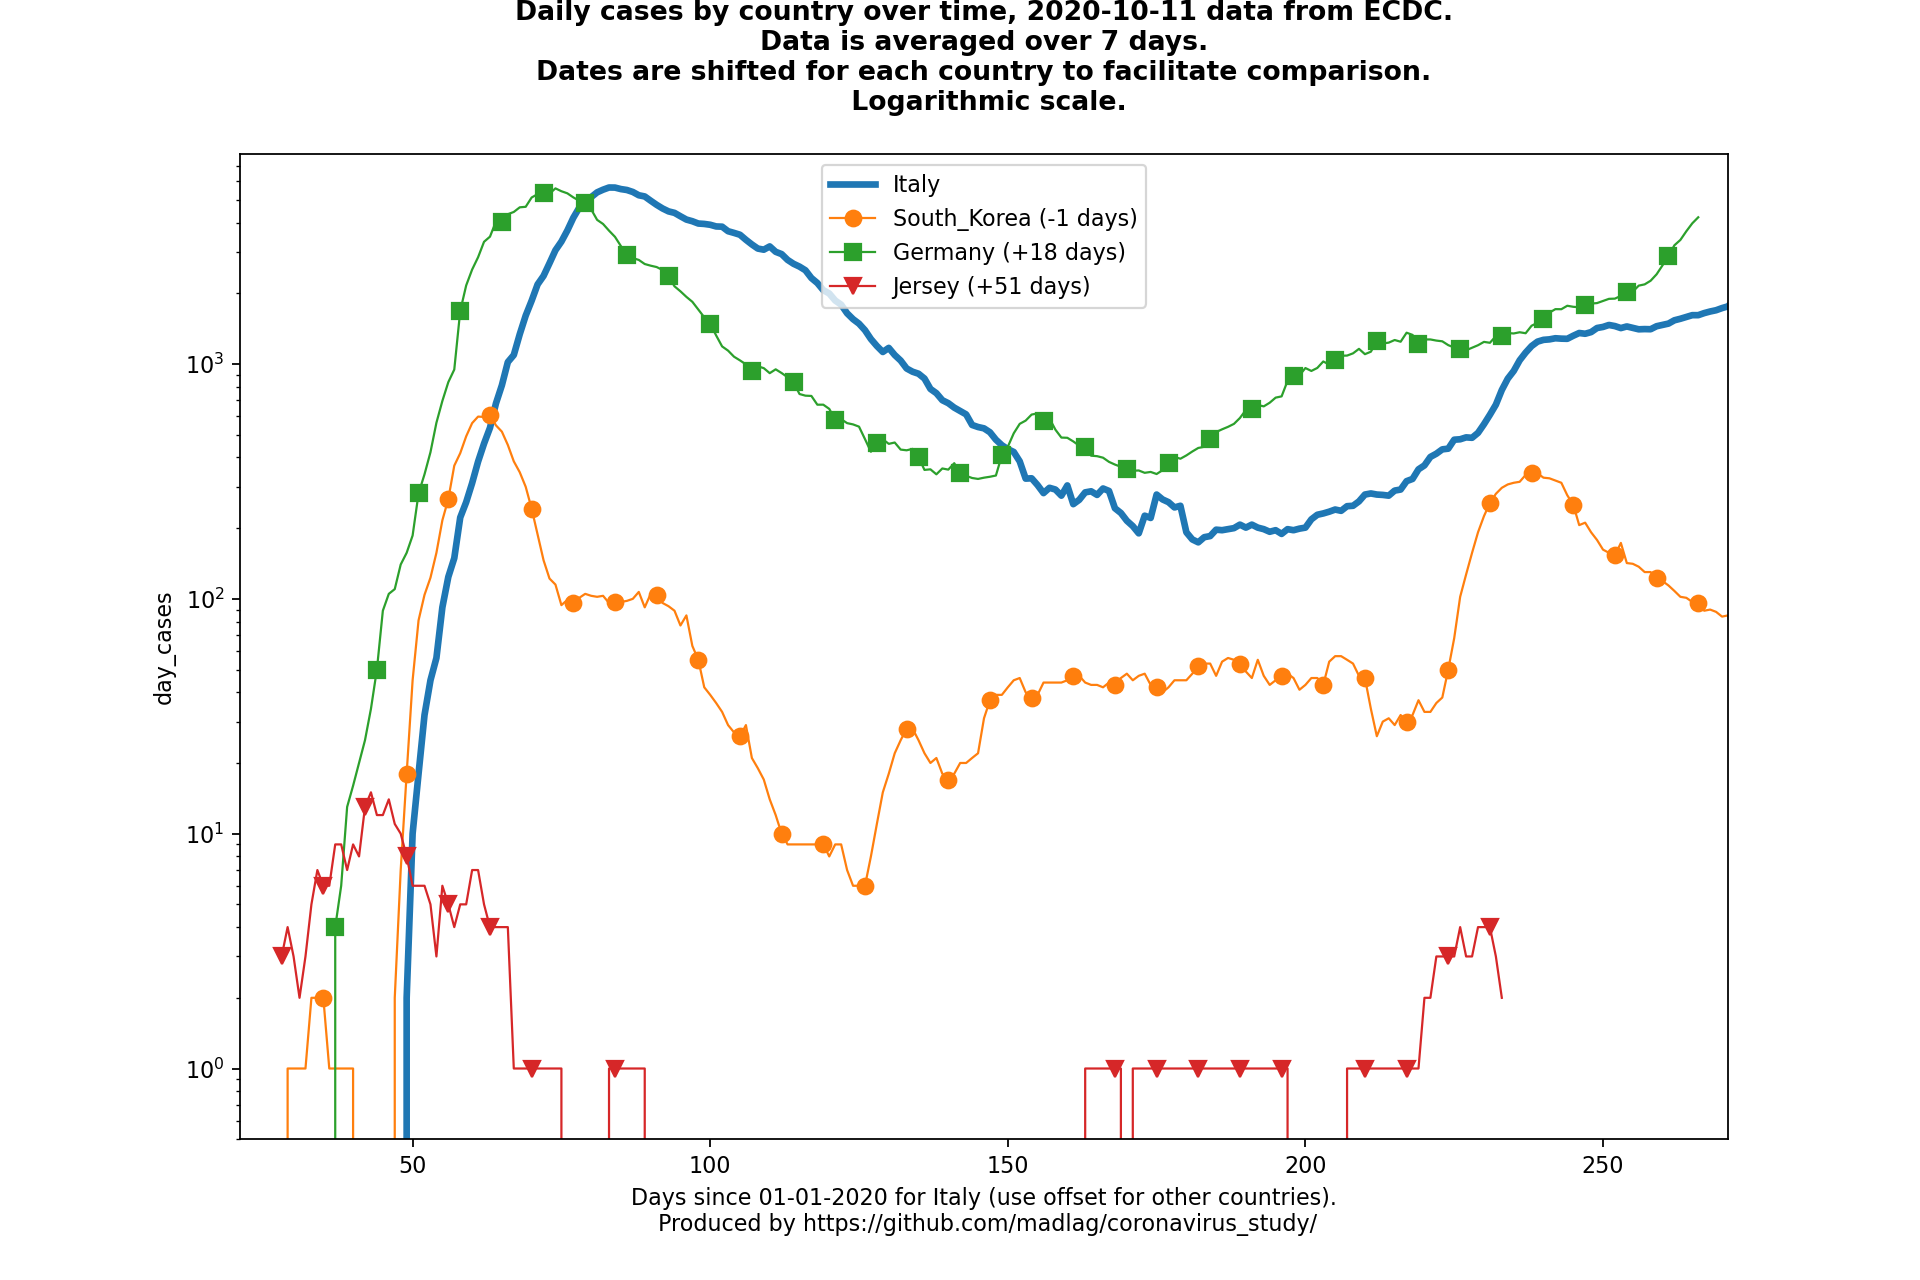 Daily cases by country over time, 2020-10-11 data from ECDC.
Data is averaged over 7 days.
Dates are shifted for each country to facilitate comparison.
Logarithmic scale.
Italy
South_Korea (-1 days)
Germany (+18 days)
Jersey (+51 days)
day_cases
10³
10²
10¹
10⁰
50 100 150 200 250
Days since 01-01-2020 for Italy (use offset for other countries).
Produced by https://github.com/madlag/coronavirus_study/